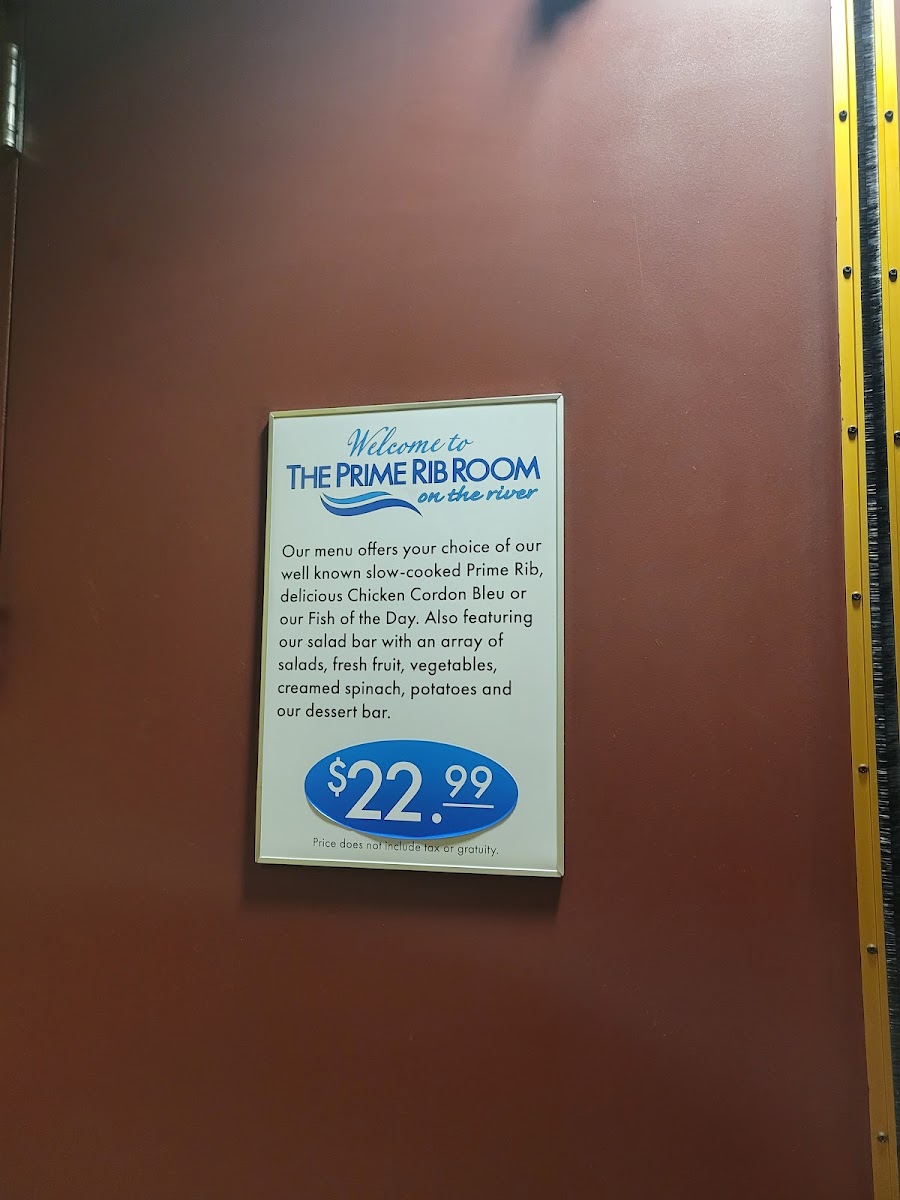 Welcome to
THE PRIME RIB ROOM
on the river
Our menu offers your choice of our
well known slow-cooked Prime Rib,
delicious Chicken Cordon Bleu or
our Fish of the Day. Also featuring
our salad bar with an array of
salads, fresh fruit, vegetables,
creamed spinach, potatoes and
our dessert bar.
$22.99
Price does not include tax or gratuity.